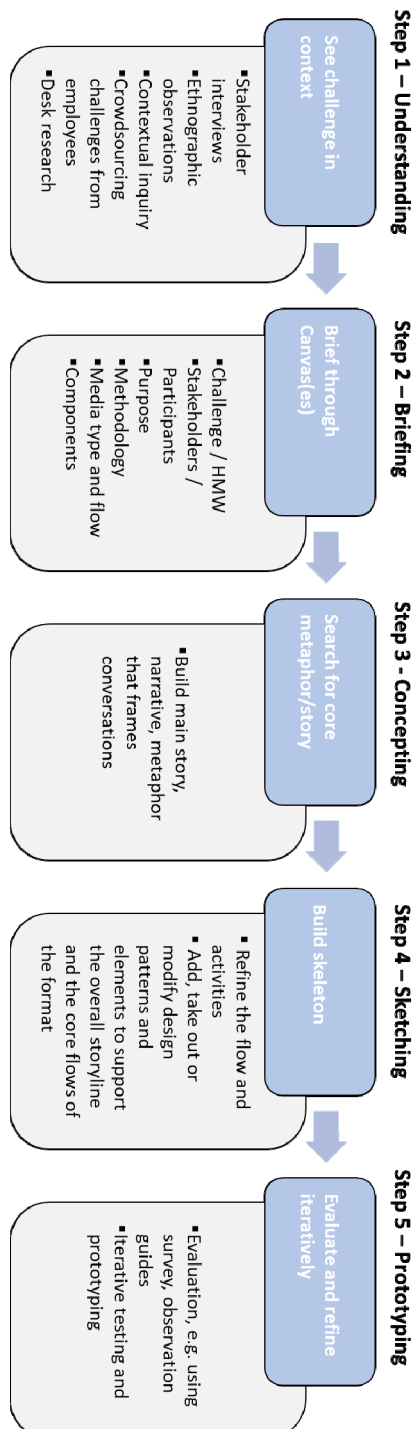 Step 1 – Understanding
See challenge in
context
▪ Stakeholder
interviews
▪ Ethnographic
observations
▪ Contextual inquiry
▪ Crowdsourcing
challenges from
employees
▪ Desk research
Step 2 – Briefing
Brief through
Canvas(es)
▪ Challenge / HMW
▪ Stakeholders /
Participants
▪ Purpose
▪ Methodology
▪ Media type and flow
▪ Components
Step 3 - Concepting
Search for core
metaphor/story
▪ Build main story,
narrative, metaphor
that frames
conversations
Step 4 – Sketching
Build skeleton
▪ Refine the flow and
activities
▪ Add, take out or
modify design
patterns and
elements to support
the overall storyline
and the core flows of
the format
Step 5 – Prototyping
Evaluate and refine
iteratively
▪ Evaluation, e.g. using
survey, observation
guides
▪ Iterative testing and
prototyping